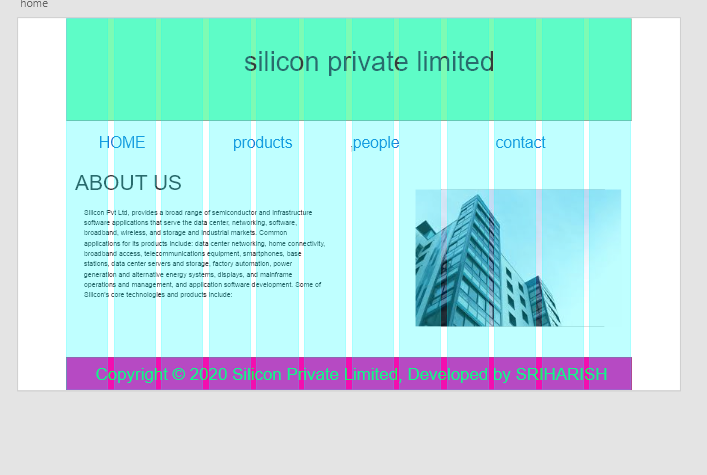 home
silicon private limited
HOME products ,people contact
ABOUT US
Silicon Pvt Ltd, provides a broad range of semiconductor and infrastructure
software applications that serve the data center, networking, software,
broadband, wireless, and storage and industrial markets. Common
applications for its products include: data center networking, home connectivity,
broadband access, telecommunications equipment, smartphones, base
stations, data center servers and storage, factory automation, power
generation and alternative energy systems, displays, and mainframe
operations and management, and application software development. Some of
Silicon's core technologies and products include:
Copyright © 2020 Silicon Private Limited, Developed by SRIHARISH